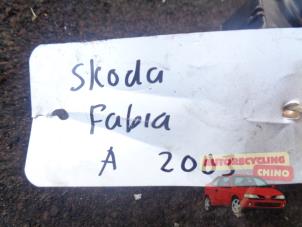 Skoda
Fabia
A 2003
AUTORECYCLING
CHINO